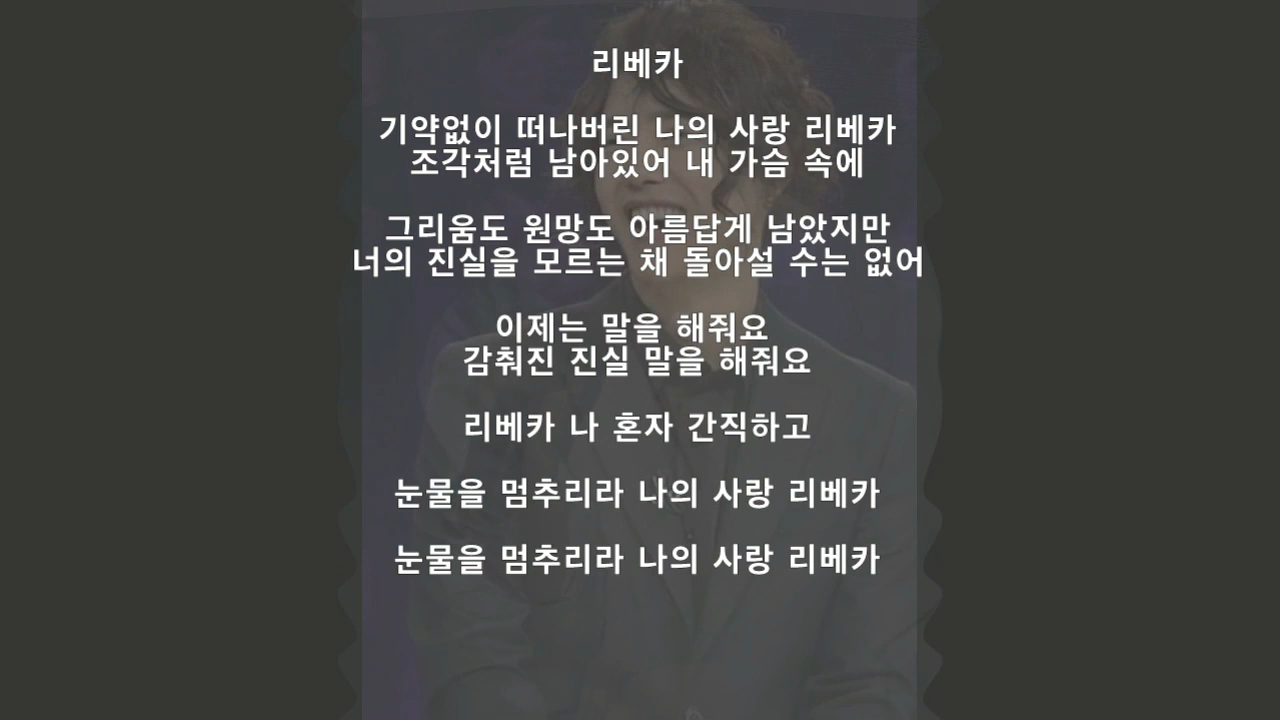 리베카
기약없이 떠나버린 나의 사랑 리베카
조각처럼 남아있어 내 가슴 속에
그리움도 원망도 아름답게 남았지만
너의 진실을 모르는 채 돌아설 수는 없어
이제는 말을 해줘요
감춰진 진실 말을 해줘요
리베카 나 혼자 간직하고
눈물을 멈추리라 나의 사랑 리베카
눈물을 멈추리라 나의 사랑 리베카